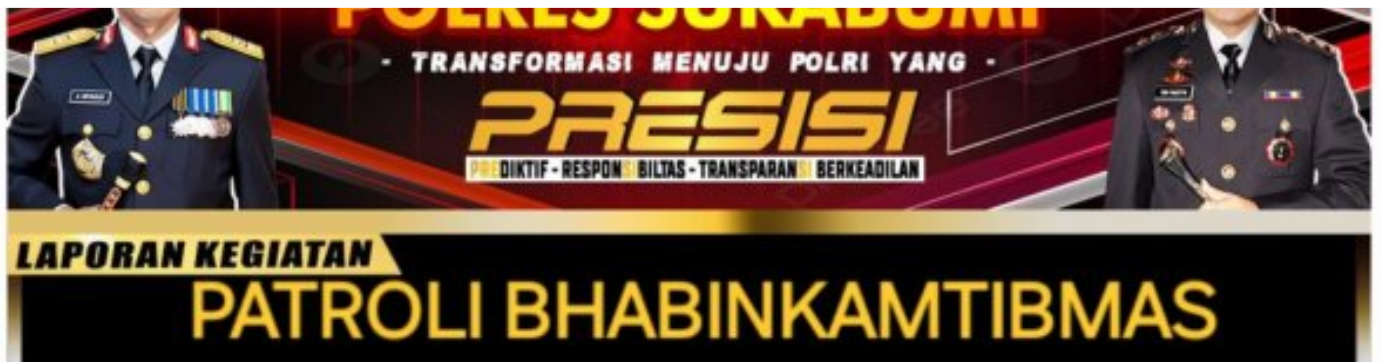 POLRES SUKABUMI
- TRANSFORMASI MENUJU POLRI YANG -
PRESISI
PREDIKTIF - RESPONSIBILTAS - TRANSPARANSI BERKEADILAN
LAPORAN KEGIATAN
PATROLI BHABINKAMTIBMAS